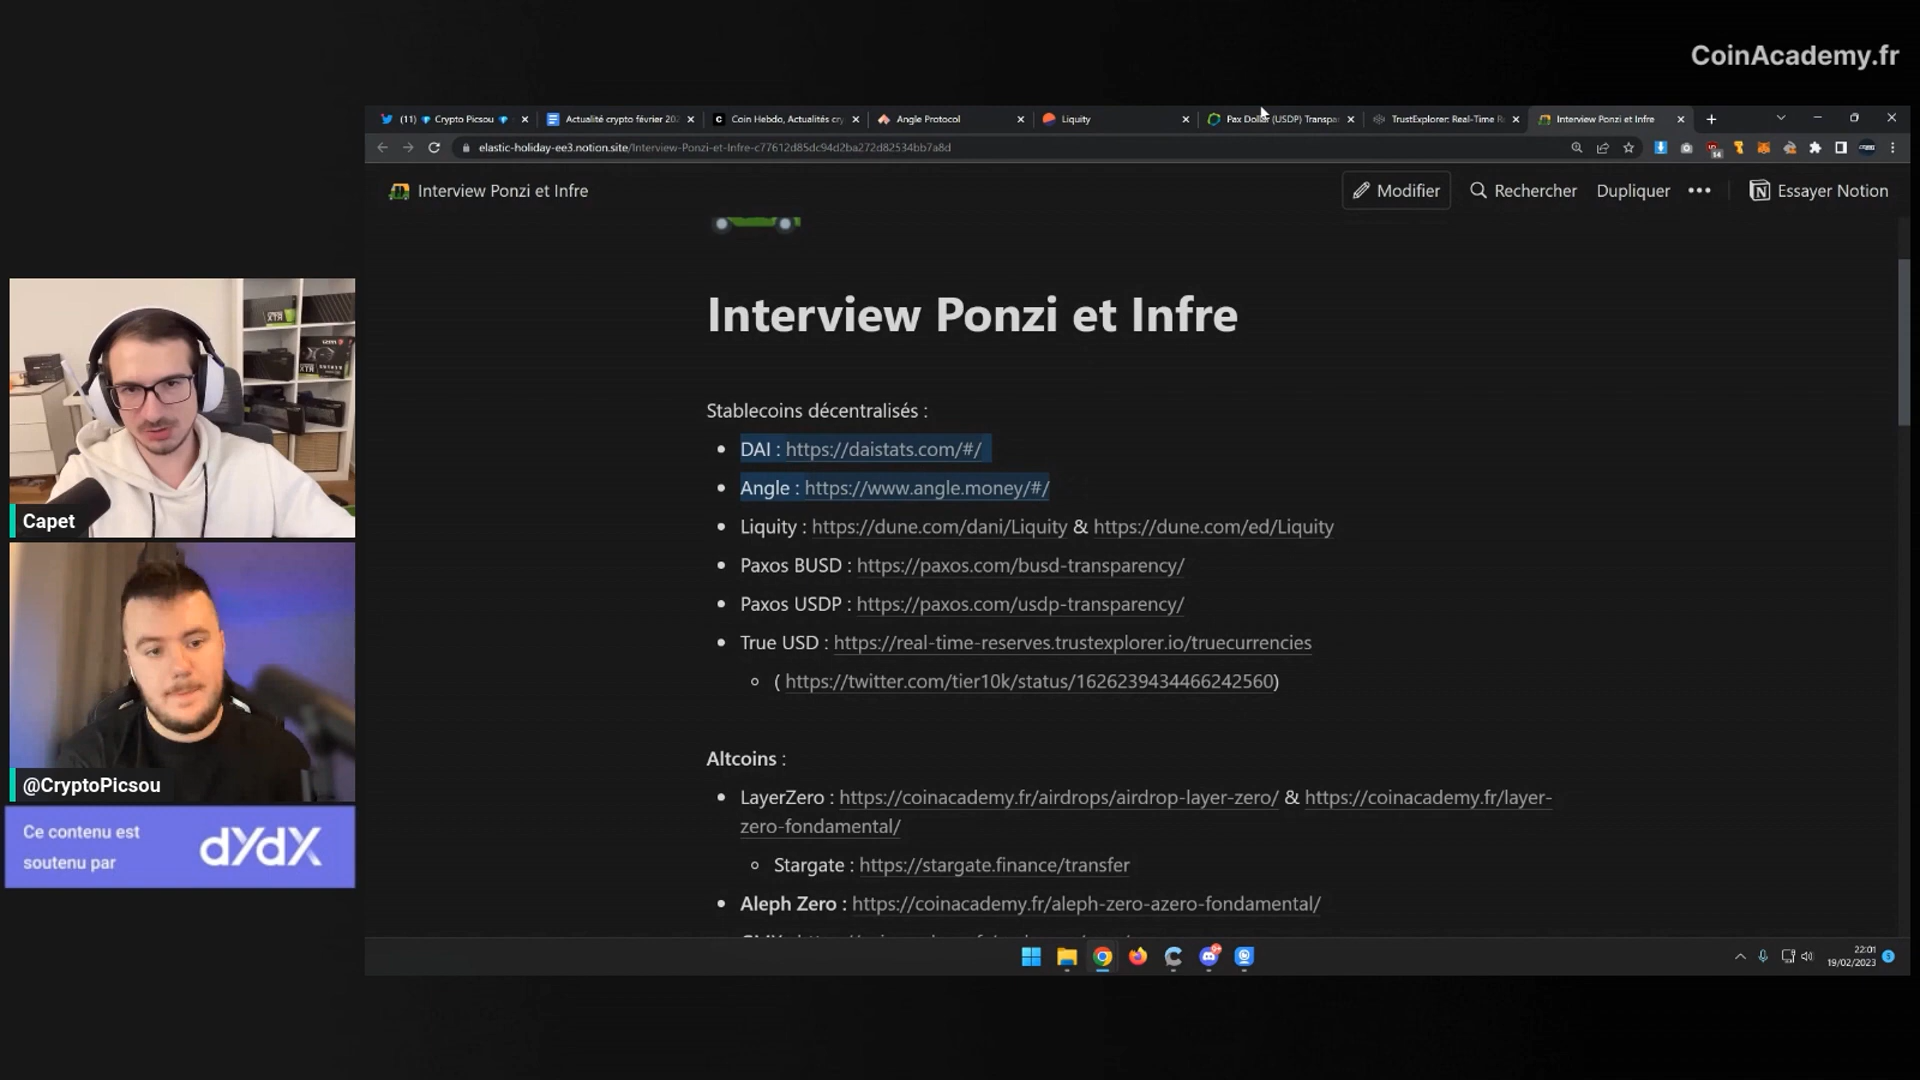 CoinAcademy.fr
(11) Crypto Picsou
Actualité crypto février 202
Coin Hebdo, Actualités cry
Angle Protocol
Liquity
Pax Dollar (USDP) Transpa
TrustExplorer: Real-Time R
Interview Ponzi et Infre
elastic-holiday-ee3.notion.site/Interview-Ponzi-et-Infre-c77612d85dc94d2ba272d82534bb7a8d
Interview Ponzi et Infre
Modifier
Rechercher
Dupliquer
Essayer Notion
Interview Ponzi et Infre
Stablecoins décentralisés :
DAI : https://daistats.com/#/
Angle : https://www.angle.money/#/
Liquity : https://dune.com/dani/Liquity & https://dune.com/ed/Liquity
Paxos BUSD : https://paxos.com/busd-transparency/
Paxos USDP : https://paxos.com/usdp-transparency/
True USD : https://real-time-reserves.trustexplorer.io/truecurrencies
( https://twitter.com/tier10k/status/1626239434466242560)
Altcoins :
LayerZero : https://coinacademy.fr/airdrops/airdrop-layer-zero/ & https://coinacademy.fr/layer-
zero-fondamental/
Stargate : https://stargate.finance/transfer
Aleph Zero : https://coinacademy.fr/aleph-zero-azero-fondamental/
Capet
@CryptoPicsou
Ce contenu est
soutenu par
dYdX
22:01
19/02/2023